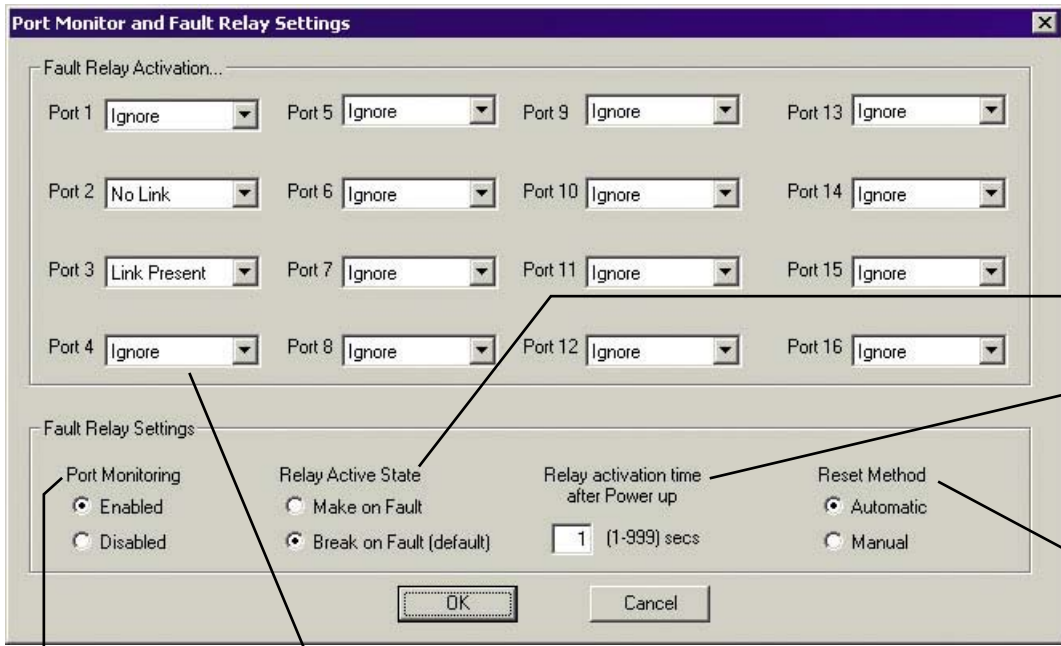 Port Monitor and Fault Relay Settings
Fault Relay Activation...
Port 1 Ignore
Port 5 Ignore
Port 9 Ignore
Port 13 Ignore
Port 2 No Link
Port 6 Ignore
Port 10 Ignore
Port 14 Ignore
Port 3 Link Present
Port 7 Ignore
Port 11 Ignore
Port 15 Ignore
Port 4 Ignore
Port 8 Ignore
Port 12 Ignore
Port 16 Ignore
Fault Relay Settings
Port Monitoring
Enabled
Disabled
Relay Active State
Make on Fault
Break on Fault (default)
Relay activation time
after Power up
1 (1-999) secs
Reset Method
Automatic
Manual
OK
Cancel